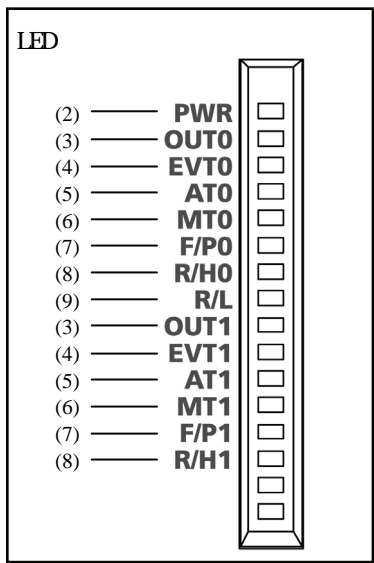 LED
(2) PWR
(3) OUT0
(4) EVT0
(5) AT0
(6) MT0
(7) F/P0
(8) R/H0
(9) R/L
(3) OUT1
(4) EVT1
(5) AT1
(6) MT1
(7) F/P1
(8) R/H1